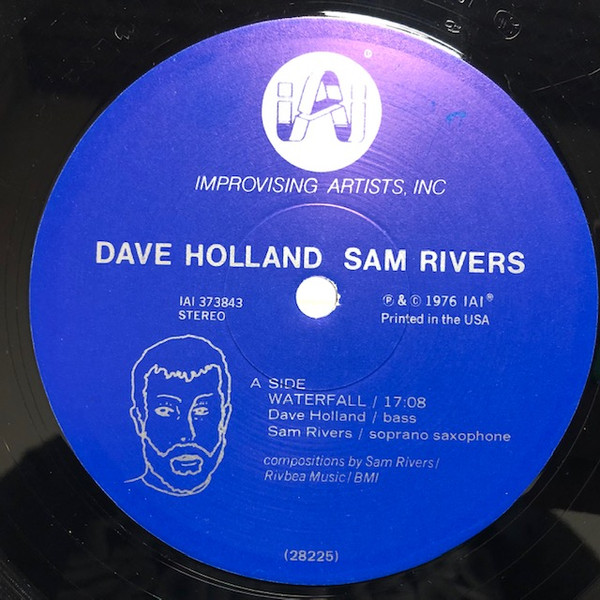 iAI
®
IMPROVISING ARTISTS, INC
DAVE HOLLAND SAM RIVERS
IAI 373843
STEREO
℗ & © 1976 IAI®
Printed in the USA
A SIDE
WATERFALL / 17:08
Dave Holland / bass
Sam Rivers / soprano saxophone
compositions by Sam Rivers/
Rivbea Music/BMI
(28225)